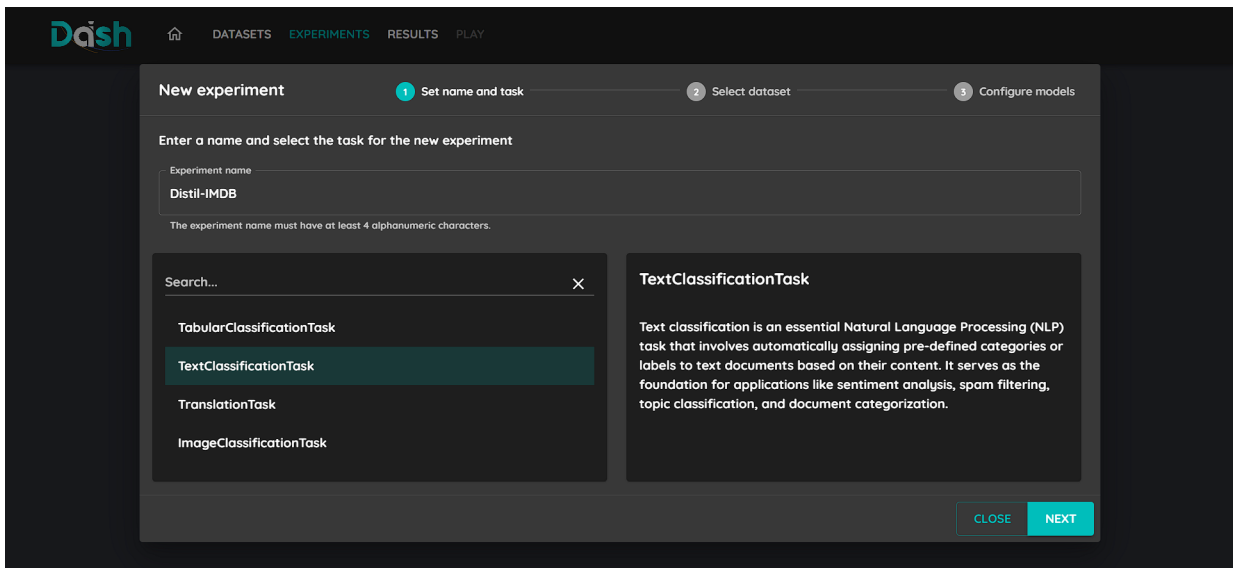 Dash
DATASETS EXPERIMENTS RESULTS PLAY
New experiment
1 Set name and task
2 Select dataset
3 Configure models
Enter a name and select the task for the new experiment
Experiment name
Distil-IMDB
The experiment name must have at least 4 alphanumeric characters.
Search...
TabularClassificationTask
TextClassificationTask
TranslationTask
ImageClassificationTask
TextClassificationTask
Text classification is an essential Natural Language Processing (NLP)
task that involves automatically assigning pre-defined categories or
labels to text documents based on their content. It serves as the
foundation for applications like sentiment analysis, spam filtering,
topic classification, and document categorization.
CLOSE NEXT